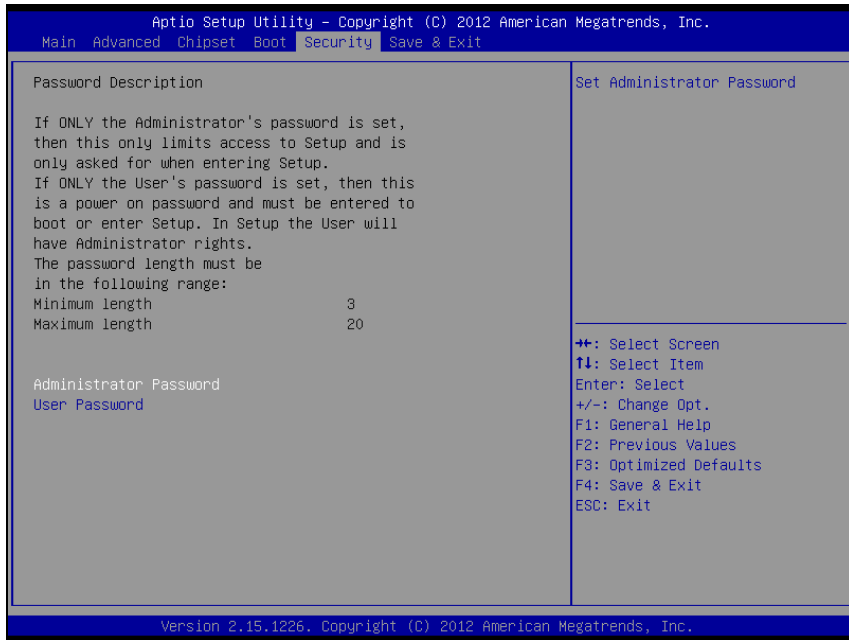 Aptio Setup Utility – Copyright (C) 2012 American Megatrends, Inc.
Main Advanced Chipset Boot Security Save & Exit
Password Description
If ONLY the Administrator's password is set,
then this only limits access to Setup and is
only asked for when entering Setup.
If ONLY the User's password is set, then this
is a power on password and must be entered to
boot or enter Setup. In Setup the User will
have Administrator rights.
The password length must be
in the following range:
Minimum length 3
Maximum length 20
Administrator Password
User Password
Set Administrator Password
→←: Select Screen
↑↓: Select Item
Enter: Select
+/-: Change Opt.
F1: General Help
F2: Previous Values
F3: Optimized Defaults
F4: Save & Exit
ESC: Exit
Version 2.15.1226. Copyright (C) 2012 American Megatrends, Inc.